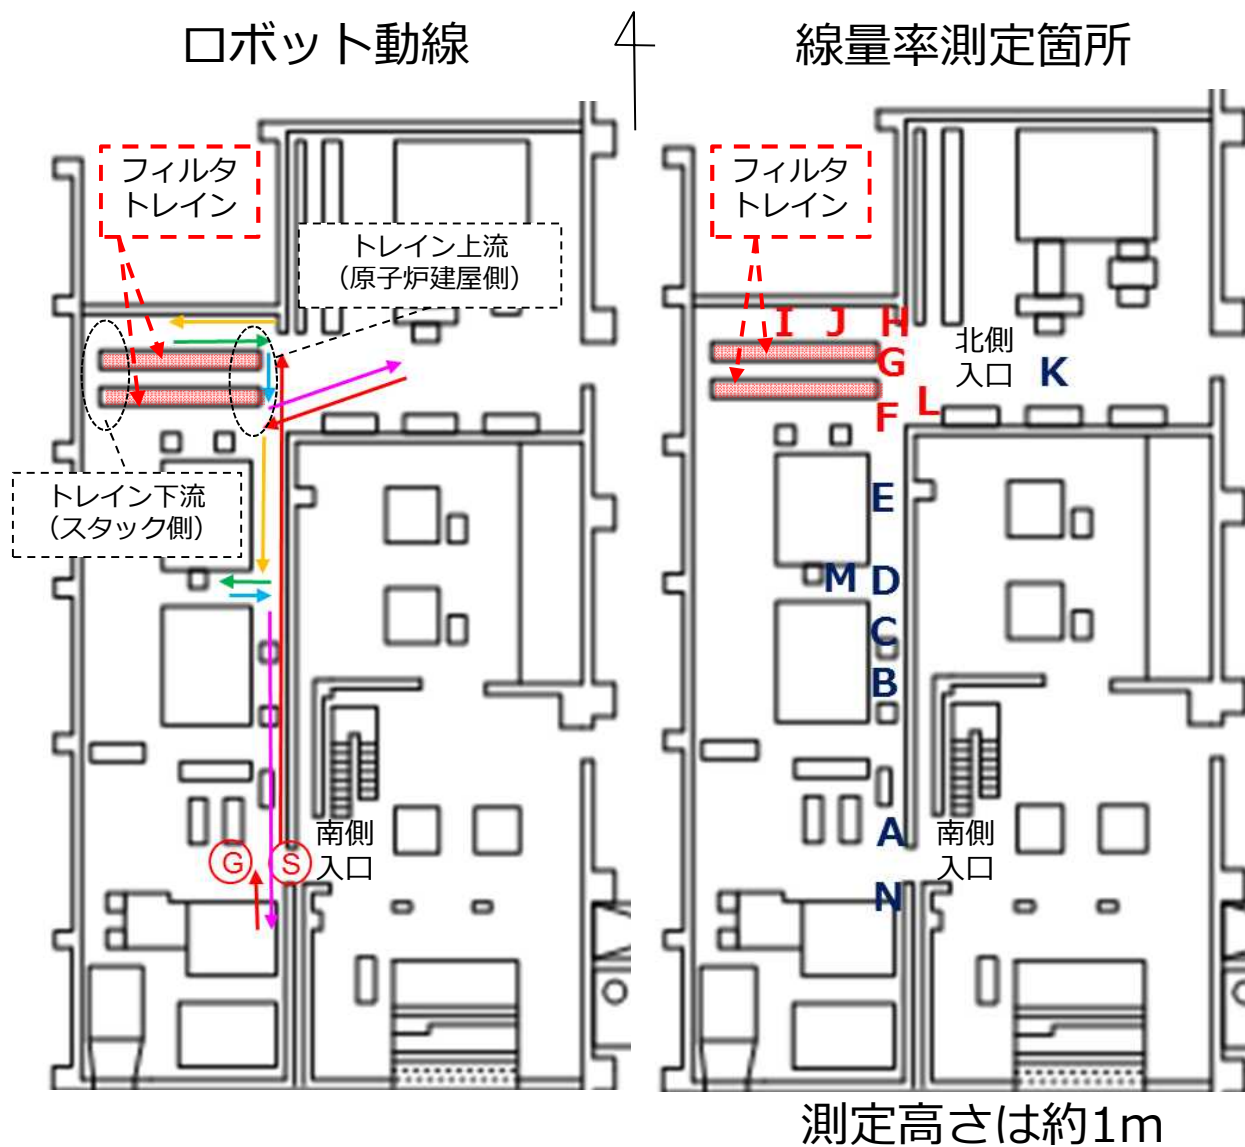 ロボット動線
フィルタ
トレイン
トレイン上流
（原子炉建屋側）
トレイン下流
（スタック側）
南側
入口
G
S
線量率測定箇所
フィルタ
トレイン
I
J
H
G
北側
入口
K
L
F
E
M
D
C
B
A
南側
入口
N
測定高さは約1m